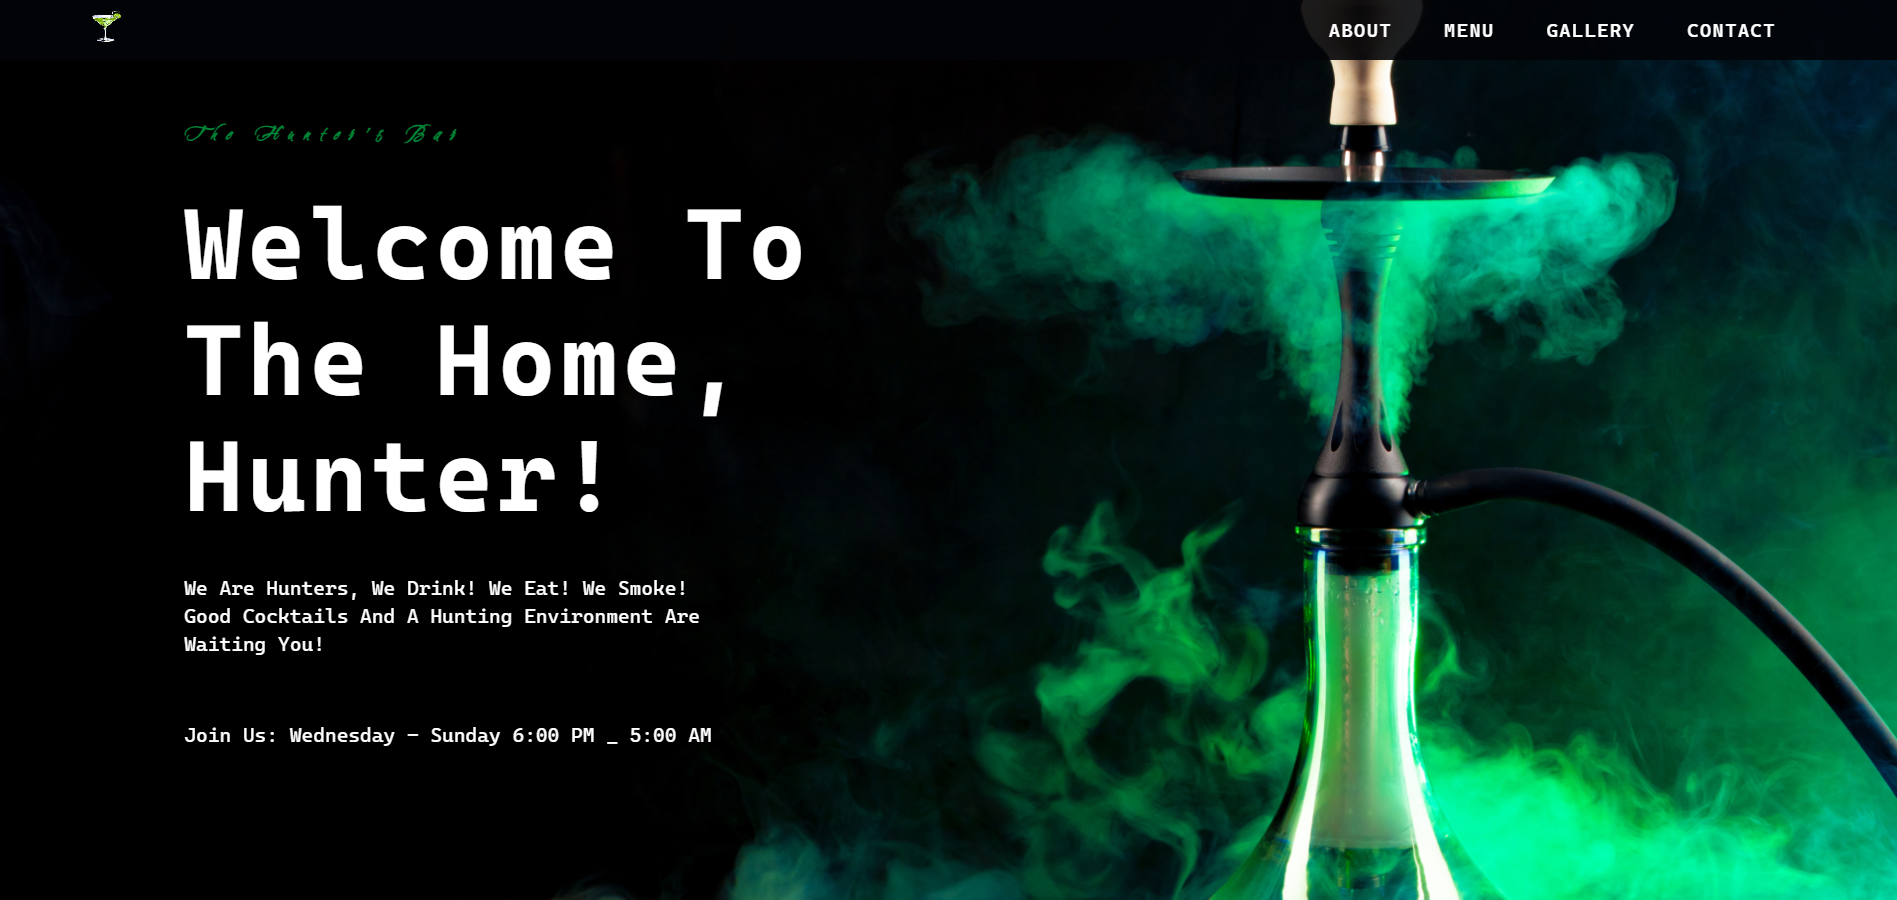 ABOUT MENU GALLERY CONTACT
The Hunter's Bar
Welcome To
The Home,
Hunter!
We Are Hunters, We Drink! We Eat! We Smoke!
Good Cocktails And A Hunting Environment Are
Waiting You!
Join Us: Wednesday – Sunday 6:00 PM _ 5:00 AM